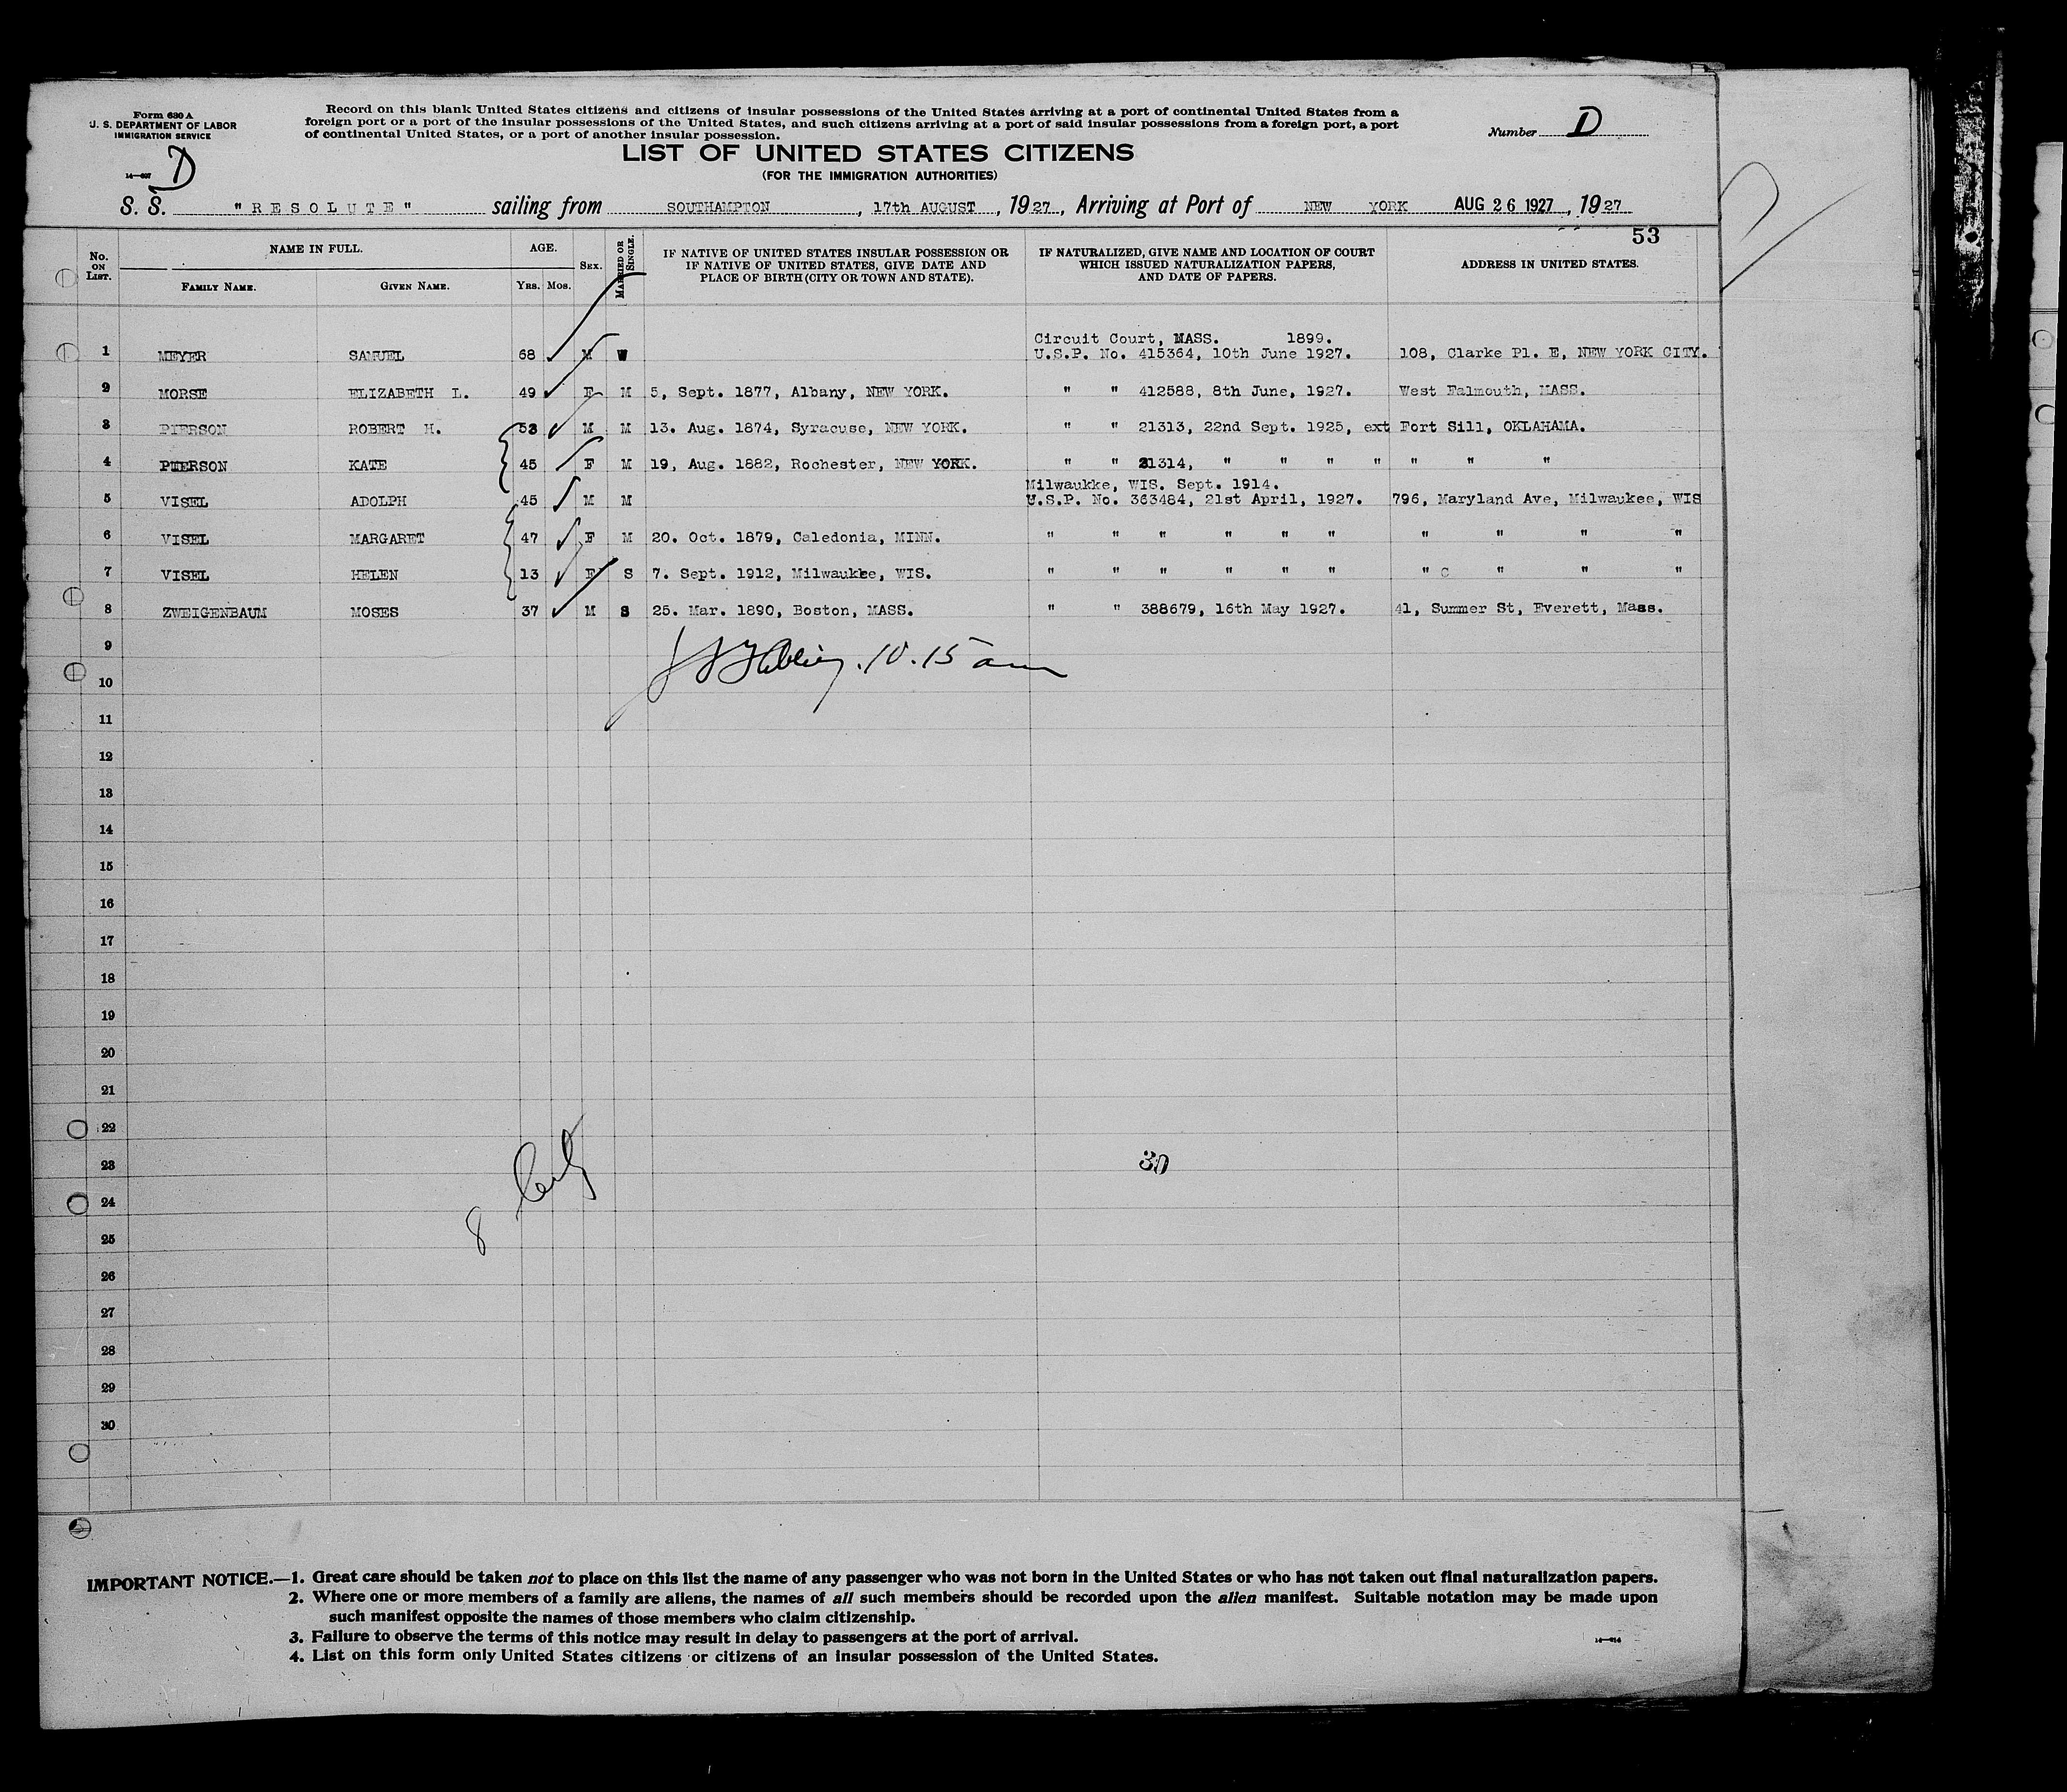 Form 630 A
U. S. DEPARTMENT OF LABOR
IMMIGRATION SERVICE
Record on this blank United States citizens and citizens of insular possessions of the United States arriving at a port of continental United States from a
foreign port or a port of the insular possessions of the United States, and such citizens arriving at a port of said insular possessions from a foreign port, a port
of continental United States, or a port of another insular possession.
Number D
LIST OF UNITED STATES CITIZENS
(FOR THE IMMIGRATION AUTHORITIES)
D
S. S. "RESOLUTE" sailing from SOUTHAMPTON, 17th AUGUST, 1927, Arriving at Port of NEW YORK AUG 26 1927, 1927
53
No. ON LIST. NAME IN FULL. AGE. SEX. MARRIED OR SINGLE. IF NATIVE OF UNITED STATES INSULAR POSSESSION OR IF NATIVE OF UNITED STATES, GIVE DATE AND PLACE OF BIRTH (CITY OR TOWN AND STATE). IF NATURALIZED, GIVE NAME AND LOCATION OF COURT WHICH ISSUED NATURALIZATION PAPERS, AND DATE OF PAPERS. ADDRESS IN UNITED STATES.
FAMILY NAME. GIVEN NAME. YRS. MOS.
Circuit Court, MASS. 1899.
1 MEYER SAMUEL 68 M W U.S.P. No. 415364, 10th June 1927. 108, Clarke Pl. E, NEW YORK CITY.
2 MORSE ELIZABETH L. 49 F M 5, Sept. 1877, Albany, NEW YORK. " " 412588, 8th June, 1927. West Falmouth, MASS.
3 PIERSON ROBERT H. 53 M M 13. Aug. 1874, Syracuse, NEW YORK. " " 21313, 22nd Sept. 1925, ext Fort Sill, OKLAHAMA.
4 PIERSON KATE 45 F M 19, Aug. 1882, Rochester, NEW YORK. " " 21314, " " " " " " "
Milwaukke, WIS. Sept. 1914.
5 VISEL ADOLPH 45 M M U.S.P. No. 363484, 21st April, 1927. 796, Maryland Ave, Milwaukee, WIS
6 VISEL MARGARET 47 F M 20. Oct. 1879, Caledonia, MINN. " " " " " " " " " "
7 VISEL HELEN 13 F S 7. Sept. 1912, Milwaukee, WIS. " " " " " " " C " " "
8 ZWEIGENBAUM MOSES 37 M S 25. Mar. 1890, Boston, MASS. " " 388679, 16th May 1927. 41, Summer St, Everett, Mass.
9
10.15 am
10
11
12
13
14
15
16
17
18
19
20
21
22
23 30
24
8
25
26
27
28
29
30
IMPORTANT NOTICE.—1. Great care should be taken not to place on this list the name of any passenger who was not born in the United States or who has not taken out final naturalization papers.
2. Where one or more members of a family are aliens, the names of all such members should be recorded upon the alien manifest. Suitable notation may be made upon
such manifest opposite the names of those members who claim citizenship.
3. Failure to observe the terms of this notice may result in delay to passengers at the port of arrival.
4. List on this form only United States citizens or citizens of an insular possession of the United States.